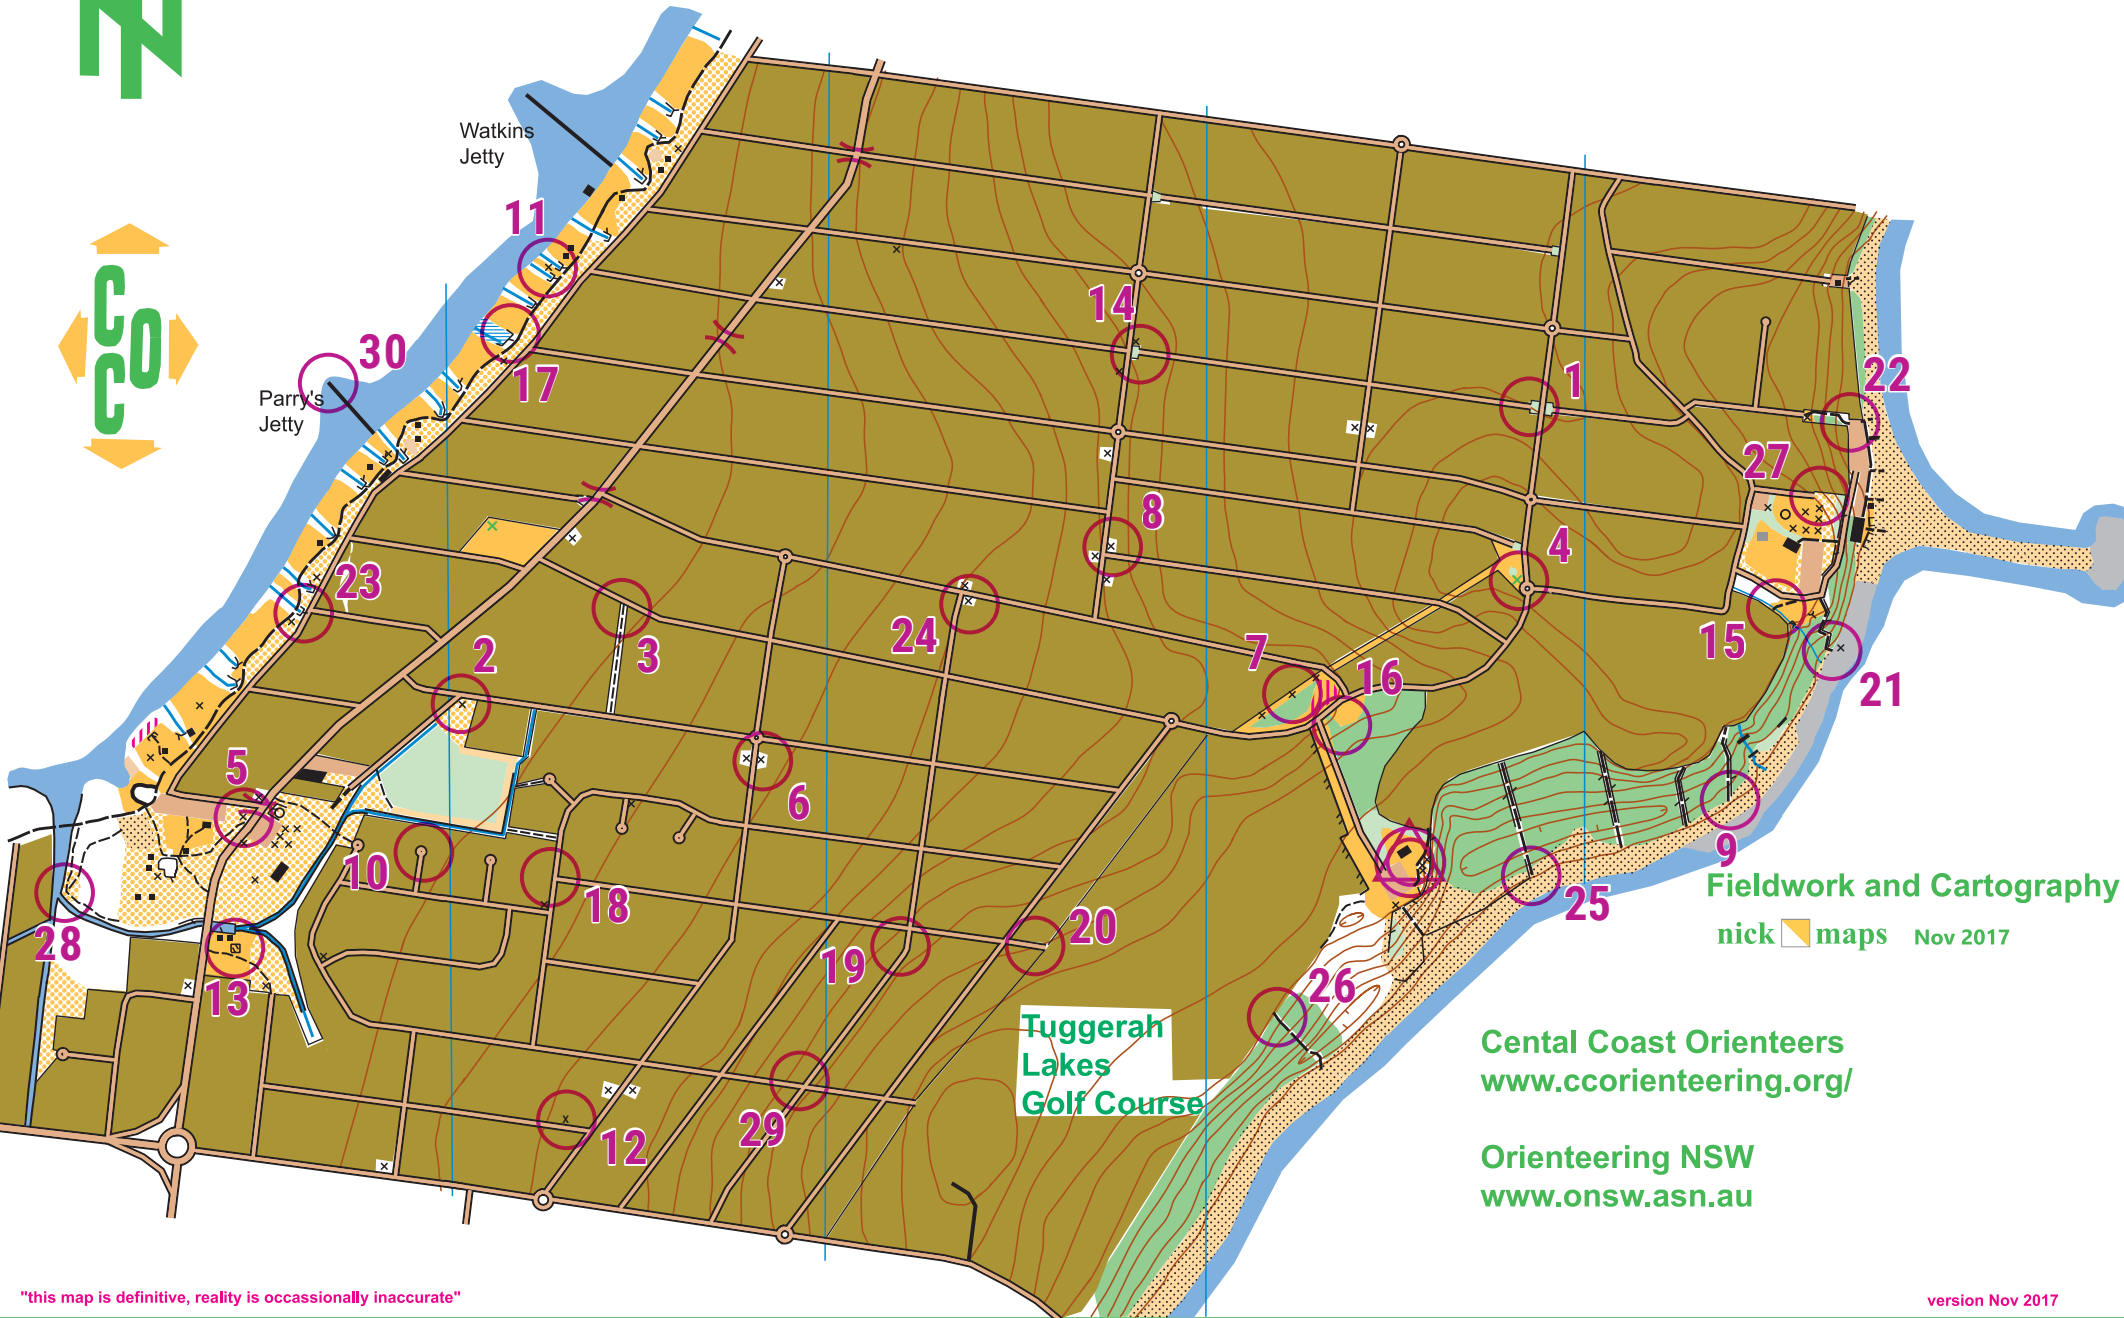 Watkins
Jetty
11
14
30
1
22
Parry's
Jetty
17
27
8
4
23
2
3
24
7
16
15
21
5
6
10
18
9
20
19
25
28
13
26
12
29
Fieldwork and Cartography
nick maps Nov 2017
Tuggerah
Lakes
Golf Course
Cental Coast Orienteers
www.ccorienteering.org/
Orienteering NSW
www.onsw.asn.au
COC
"this map is definitive, reality is occassionally inaccurate"
version Nov 2017